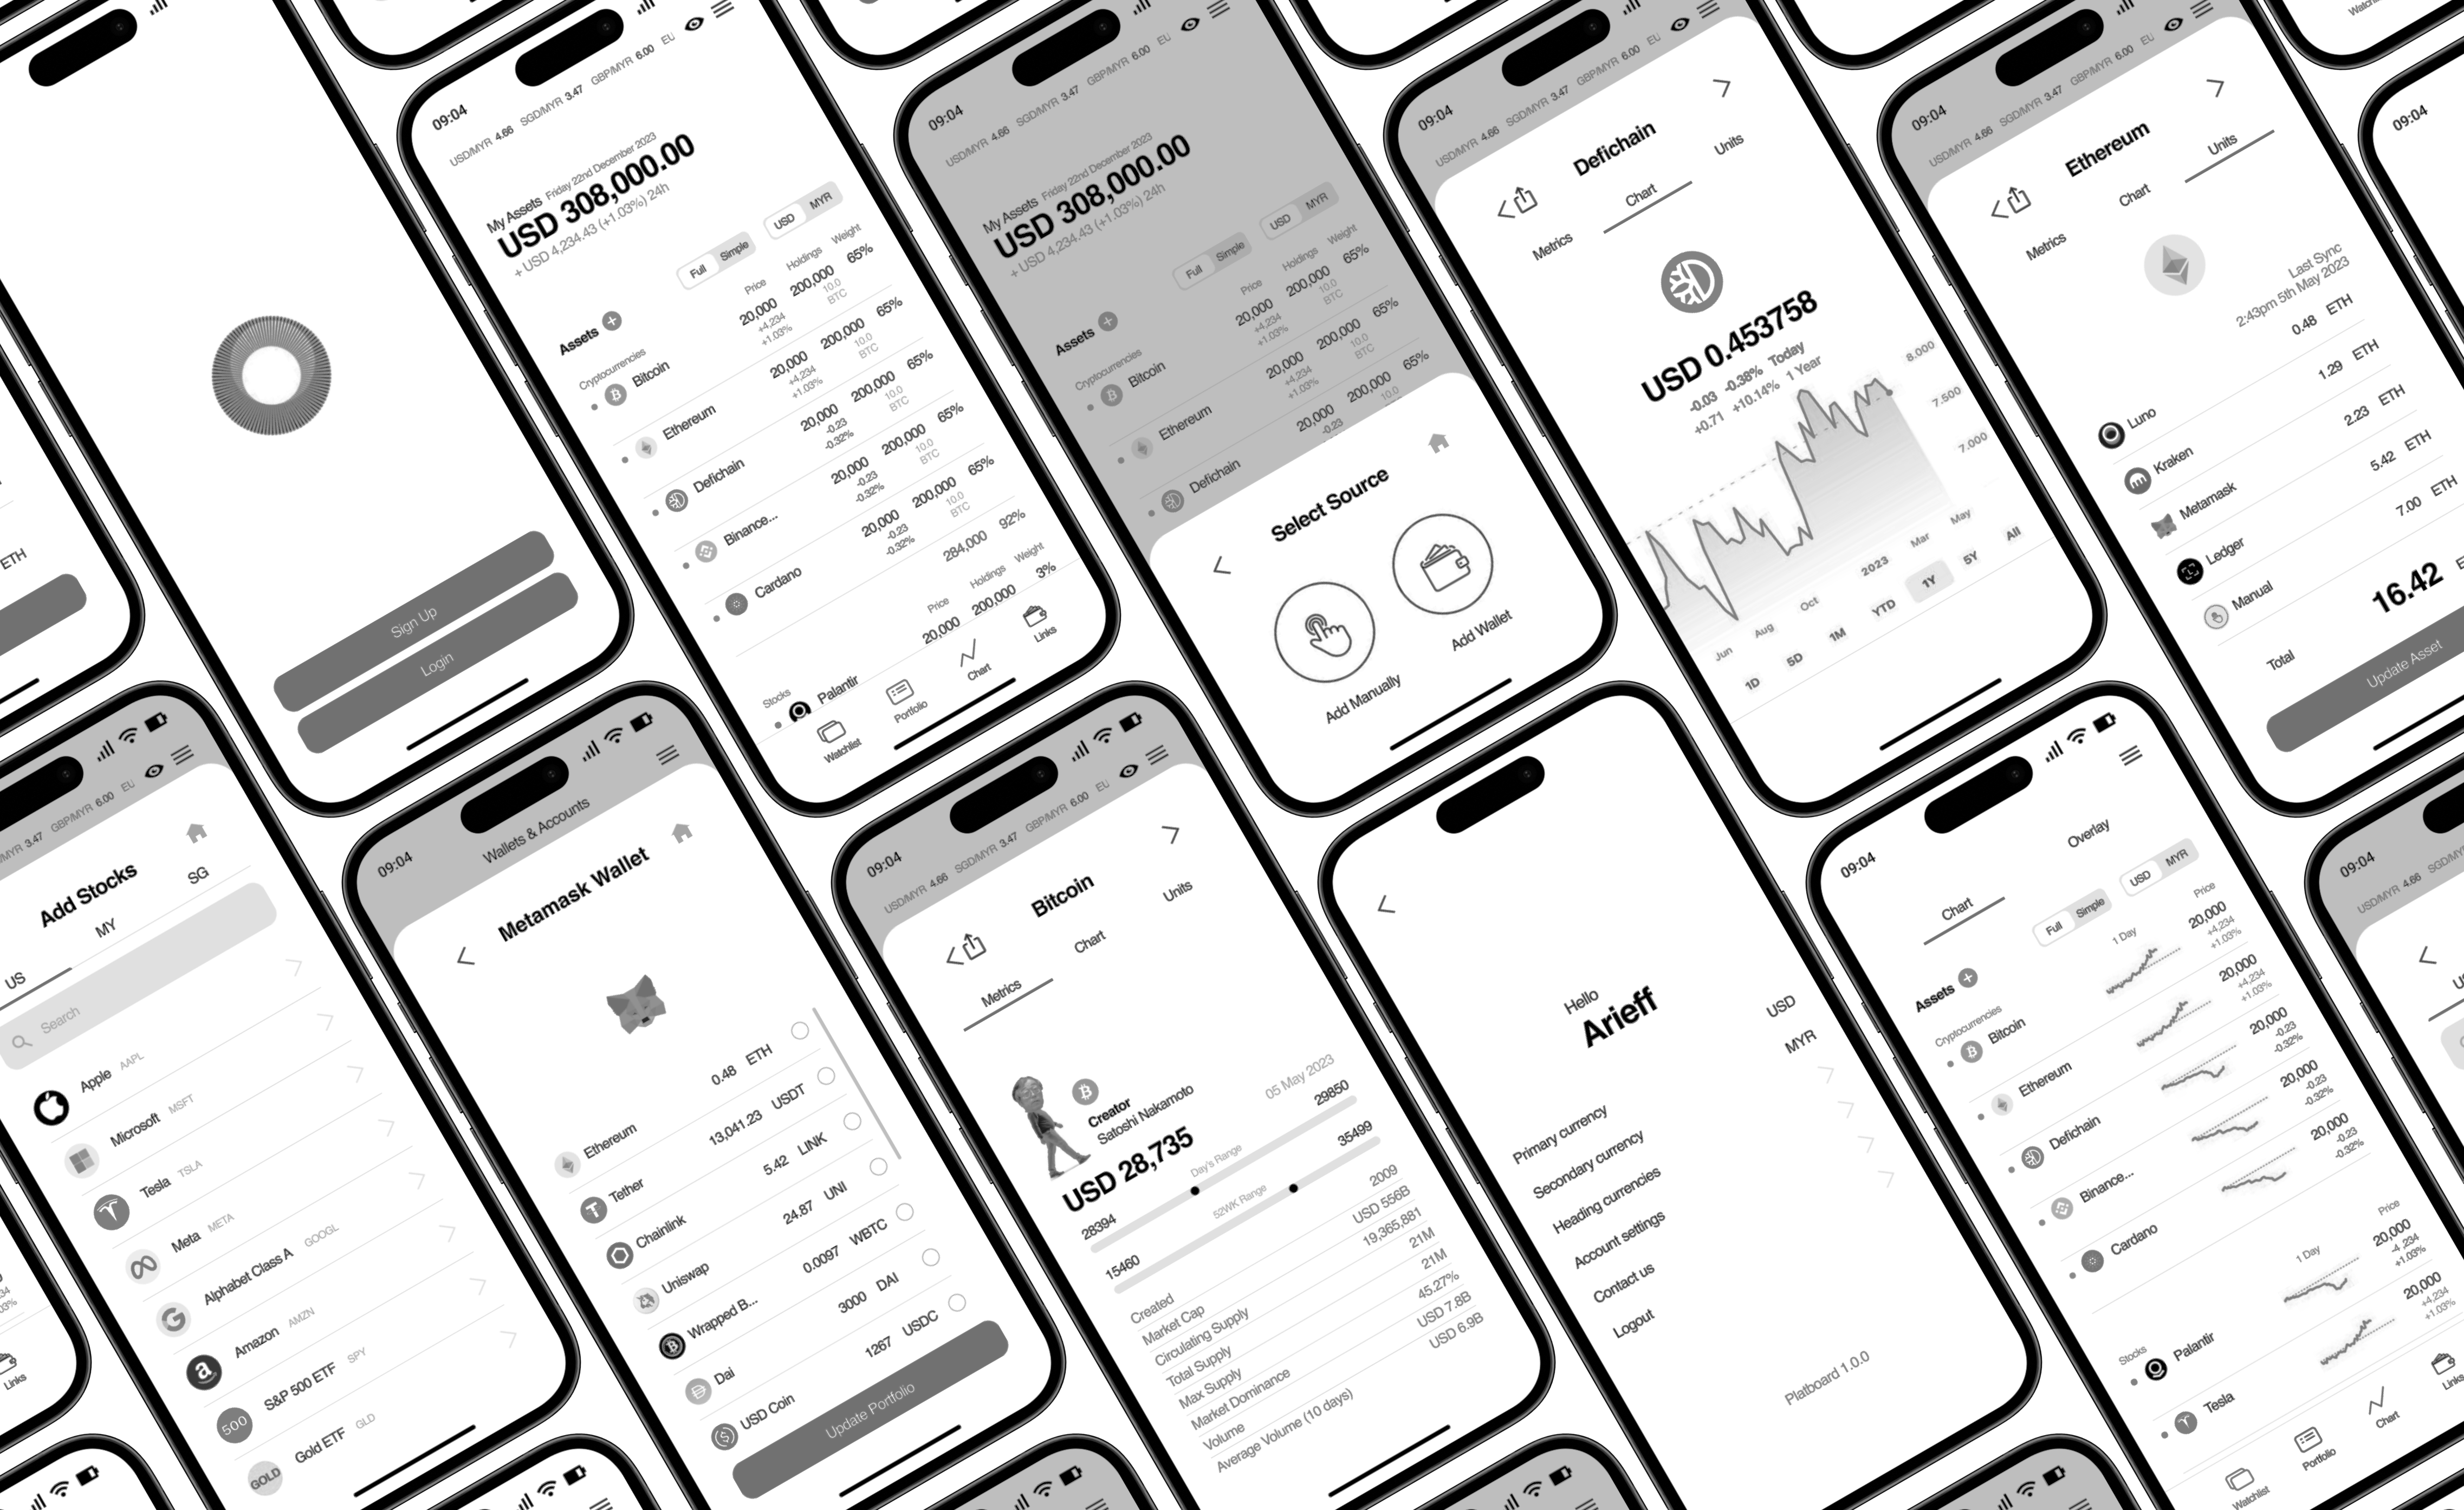 ETH
Sign Up
Login
09:04
USD/MYR 4.66 SGD/MYR 3.47 GBP/MYR 6.00 EU
My Assets Friday 22nd December 2023
USD 308,000.00
+ USD 4,234.43 (+1.03%) 24h
Full Simple USD MYR
Assets
Price Holdings Weight
Cryptocurrencies
Bitcoin 20,000 200,000 65%
+4,234 10.0
+1.03% BTC
Ethereum 20,000 200,000 65%
+4,234 10.0
+1.03% BTC
Defichain 20,000 200,000 65%
-0.23 10.0
-0.32% BTC
Binance... 20,000 200,000 65%
-0.23 10.0
-0.32% BTC
Cardano 20,000 200,000 65%
-0.23 10.0
-0.32% BTC
284,000 92%
Price Holdings Weight
Stocks
Palantir 20,000 200,000 3%
Watchlist Portfolio Chart Links
09:04
USD/MYR 4.66 SGD/MYR 3.47 GBP/MYR 6.00 EU
My Assets Friday 22nd December 2023
USD 308,000.00
+ USD 4,234.43 (+1.03%) 24h
Full Simple USD MYR
Assets
Price Holdings Weight
Cryptocurrencies
Bitcoin 20,000 200,000 65%
+4,234 10.0
+1.03% BTC
Ethereum 20,000 200,000 65%
+4,234 10.0
+1.03% BTC
Defichain 20,000 200,000 65%
-0.23 10.0
Select Source
Add Manually Add Wallet
09:04
USD/MYR 4.66 SGD/MYR 3.47 GBP/MYR 6.00 EU
Defichain
Metrics Chart Units
USD 0.453758
-0.03 -0.38% Today
+0.71 +10.14% 1 Year
8.000
7.500
7.000
Jun Aug Oct 2023 Mar May
1D 5D 1M YTD 1Y 5Y All
09:04
USD/MYR 4.66 SGD/MYR 3.47 GBP/MYR 6.00 EU
Ethereum
Metrics Chart Units
Last Sync
2:43pm 5th May 2023
Luno 0.48 ETH
Kraken 1.29 ETH
Metamask 2.23 ETH
Ledger 5.42 ETH
Manual 7.00 ETH
Total 16.42
Update Asset
09:04
3.47 GBP/MYR 6.00 EU
Add Stocks
US MY SG
Search
Apple AAPL
Microsoft MSFT
Tesla TSLA
Meta META
Alphabet Class A GOOGL
Amazon AMZN
500 S&P 500 ETF SPY
GOLD Gold ETF GLD
Links
09:04
Wallets & Accounts
Metamask Wallet
Ethereum 0.48 ETH
Tether 13,041.23 USDT
Chainlink 5.42 LINK
Uniswap 24.87 UNI
Wrapped B... 0.0097 WBTC
Dai 3000 DAI
USD Coin 1267 USDC
Update Portfolio
09:04
USD/MYR 4.66 SGD/MYR 3.47 GBP/MYR 6.00 EU
Bitcoin
Metrics Chart Units
Creator
Satoshi Nakamoto
USD 28,735
05 May 2023
28394 Day's Range 29850
15460 52WK Range 35499
Created 2009
Market Cap USD 556B
Circulating Supply 19,365,881
Total Supply 21M
Max Supply 21M
Market Dominance 45.27%
Volume USD 7.8B
Average Volume (10 days) USD 6.9B
Hello
Arieff
Primary currency USD
Secondary currency MYR
Heading currencies
Account settings
Contact us
Logout
Platboard 1.0.0
09:04
Chart Overlay
Full Simple USD MYR
Assets
1 Day Price
Cryptocurrencies
Bitcoin 20,000
+4,234
+1.03%
Ethereum 20,000
+4,234
+1.03%
Defichain 20,000
-0.23
-0.32%
Binance... 20,000
-0.23
-0.32%
Cardano 20,000
-0.23
-0.32%
1 Day Price
Stocks
Palantir 20,000
-4,234
+1.03%
Tesla 20,000
+4,234
+1.03%
Watchlist Portfolio Chart Links
09:04
USD/MYR 4.66